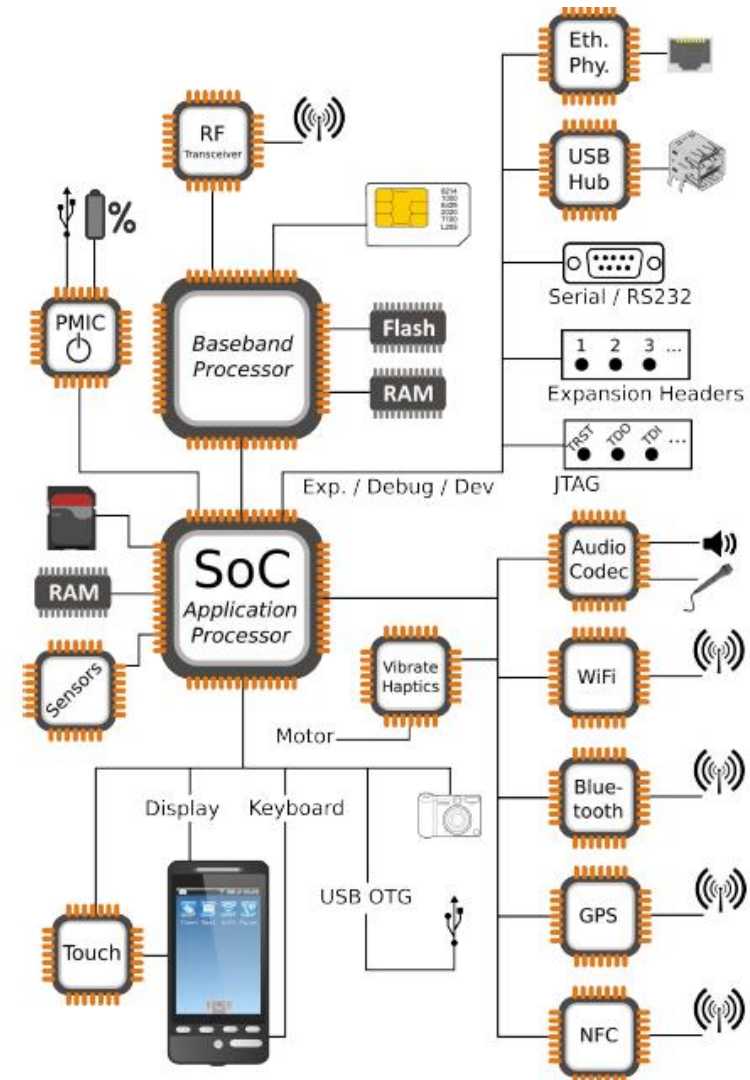 Eth.
Phy.
RF
Transceiver
USB
Hub
%
PMIC
Baseband
Processor
Flash
RAM
Serial / RS232
1 2 3 ...
Expansion Headers
TRST TDO TDI ...
JTAG
Exp. / Debug / Dev
SoC
Application
Processor
RAM
Sensors
Audio
Codec
Vibrate
Haptics
WiFi
Motor
Display
Keyboard
Blue-
tooth
USB OTG
Touch
GPS
NFC